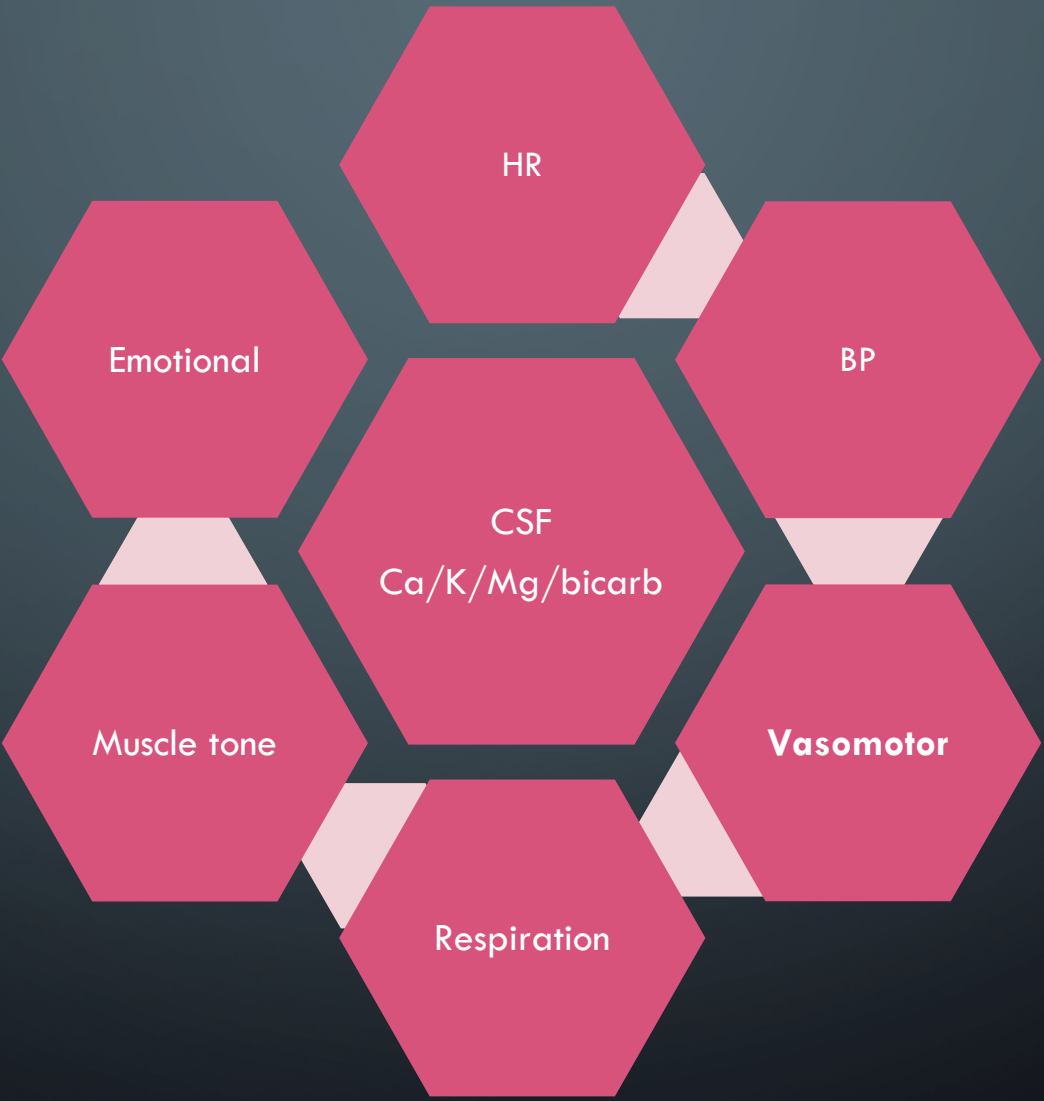 HR
BP
Emotional
CSF
Ca/K/Mg/bicarb
Vasomotor
Muscle tone
Respiration